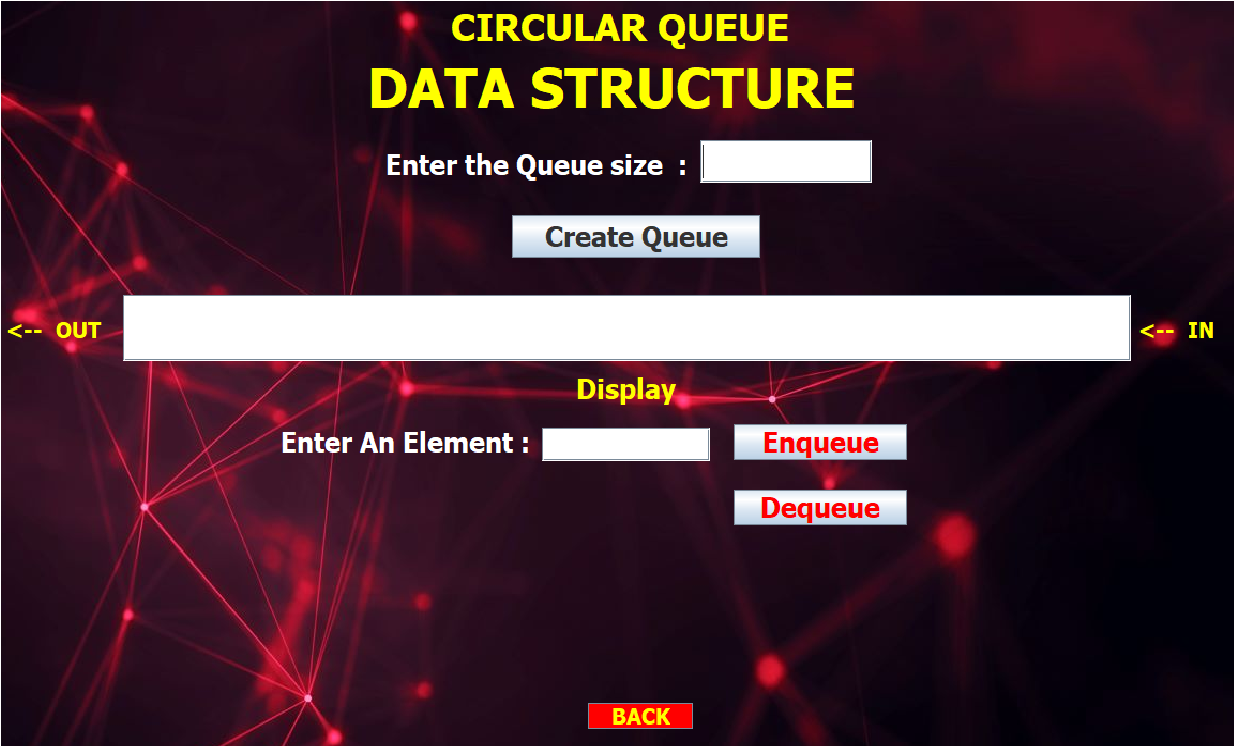 CIRCULAR QUEUE
DATA STRUCTURE
Enter the Queue size :
Create Queue
<-- OUT
<-- IN
Display
Enter An Element :
Enqueue
Dequeue
BACK